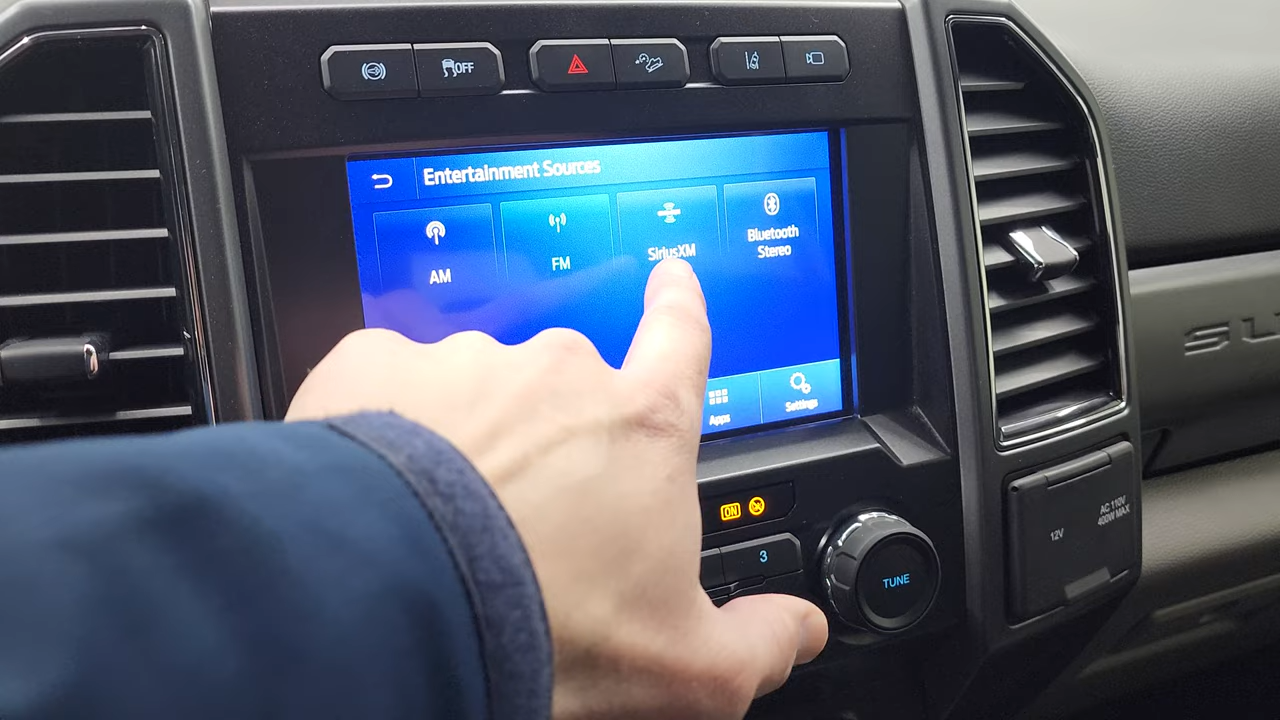 OFF
Entertainment Sources
AM
FM
SiriusXM
Bluetooth
Stereo
Apps
Settings
ON
3
TUNE
12V
AC 110V
400W MAX